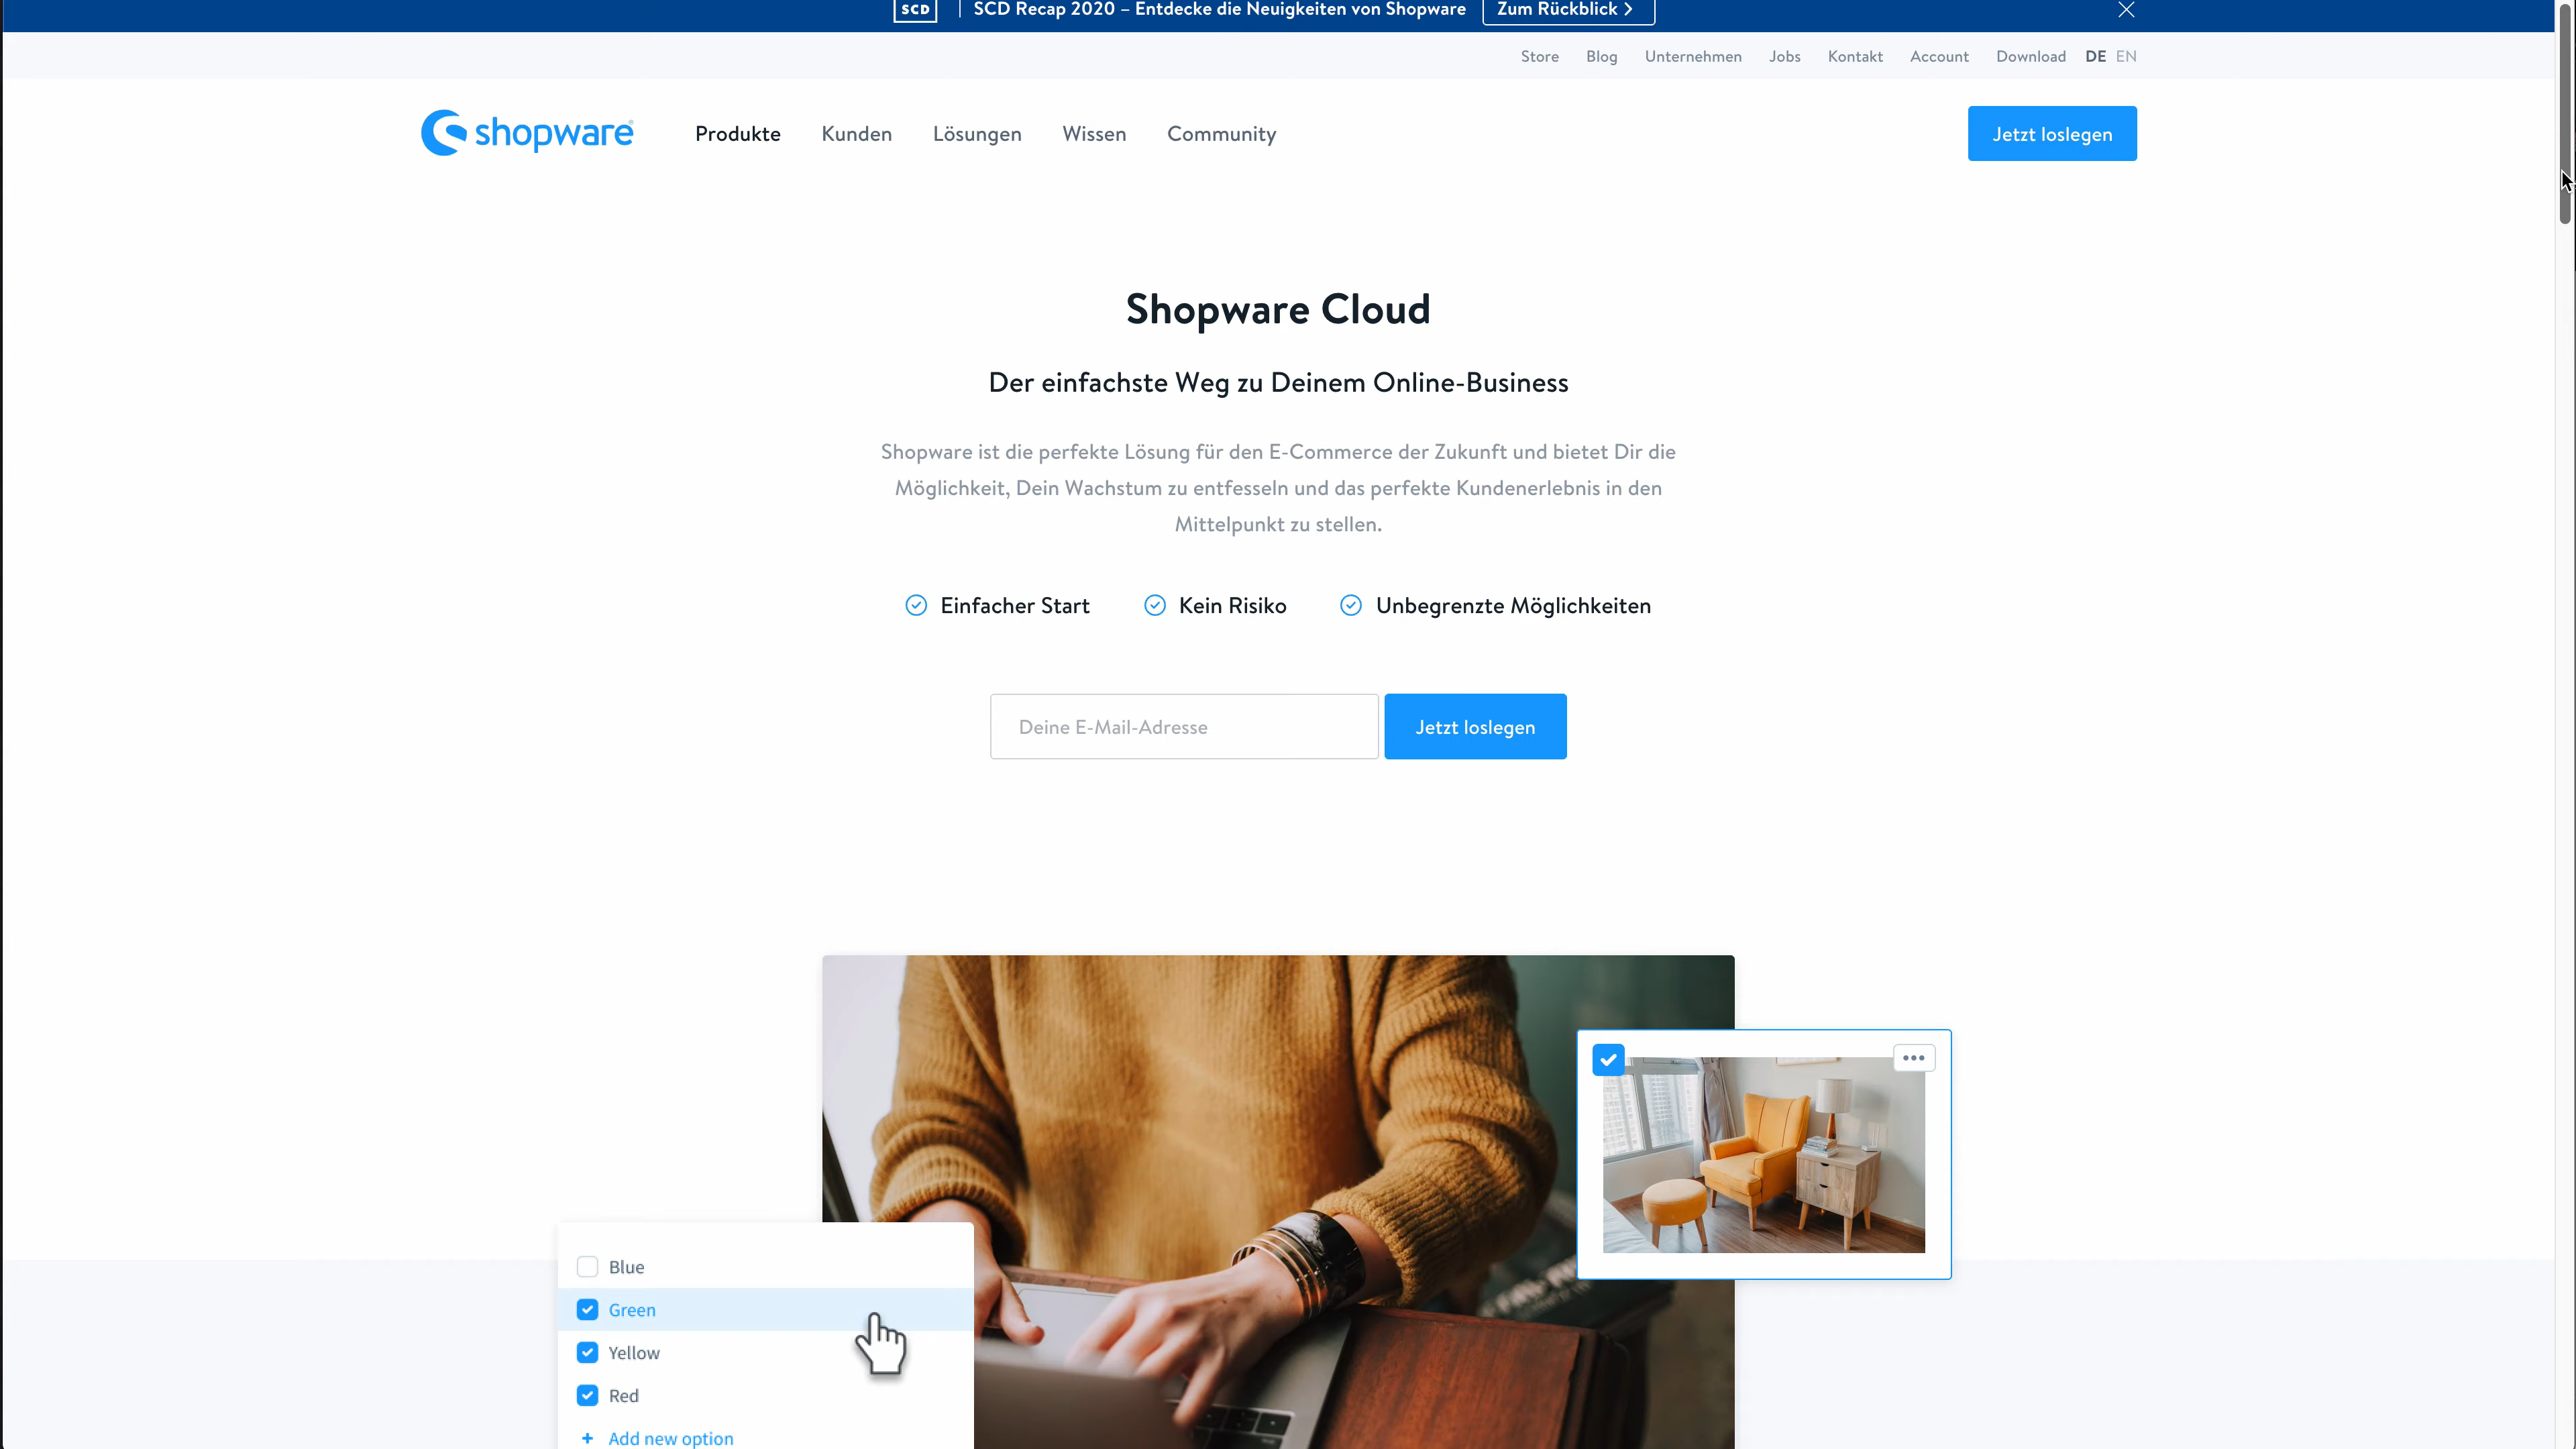 SCD
SCD Recap 2020 – Entdecke die Neuigkeiten von Shopware
Zum Rückblick
Store Blog Unternehmen Jobs Kontakt Account Download DE EN
shopware
Produkte Kunden Lösungen Wissen Community
Jetzt loslegen
Shopware Cloud
Der einfachste Weg zu Deinem Online-Business
Shopware ist die perfekte Lösung für den E-Commerce der Zukunft und bietet Dir die
Möglichkeit, Dein Wachstum zu entfesseln und das perfekte Kundenerlebnis in den
Mittelpunkt zu stellen.
Einfacher Start Kein Risiko Unbegrenzte Möglichkeiten
Deine E-Mail-Adresse
Jetzt loslegen
Blue
Green
Yellow
Red
+ Add new option